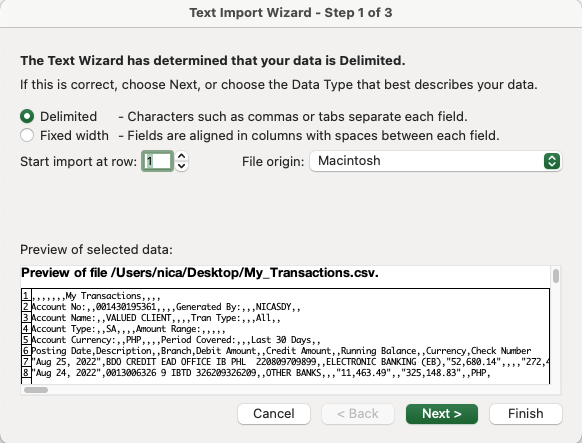 Text Import Wizard - Step 1 of 3
The Text Wizard has determined that your data is Delimited.
If this is correct, choose Next, or choose the Data Type that best describes your data.
Delimited - Characters such as commas or tabs separate each field.
Fixed width - Fields are aligned in columns with spaces between each field.
Start import at row: 1 File origin: Macintosh
Preview of selected data:
Preview of file /Users/nica/Desktop/My_Transactions.csv.
1 ,,,,,,,My Transactions,,,,
2 Account No:,,001430195361,,,,Generated By:,,,NICASDY,,
3 Account Name:,,VALUED CLIENT,,,,Tran Type:,,,All,,
4 Account Type:,,SA,,,,Amount Range:,,,,,
5 Account Currency:,,PHP,,,,Period Covered:,,,Last 30 Days,,
6 Posting Date,Description,,Branch,Debit Amount,,Credit Amount,,Running Balance,,Currency,Check Number
7 "Aug 25, 2022",BDO CREDIT EAD OFFICE IB PHL 220809709899,,ELECTRONIC BANKING (EB),"52,680.14",,,,"272,4
8 "Aug 24, 2022",0013006326 9 IBTD 326209326209,,OTHER BANKS,,,"11,463.49",,"325,148.83",,PHP,
Cancel < Back Next > Finish